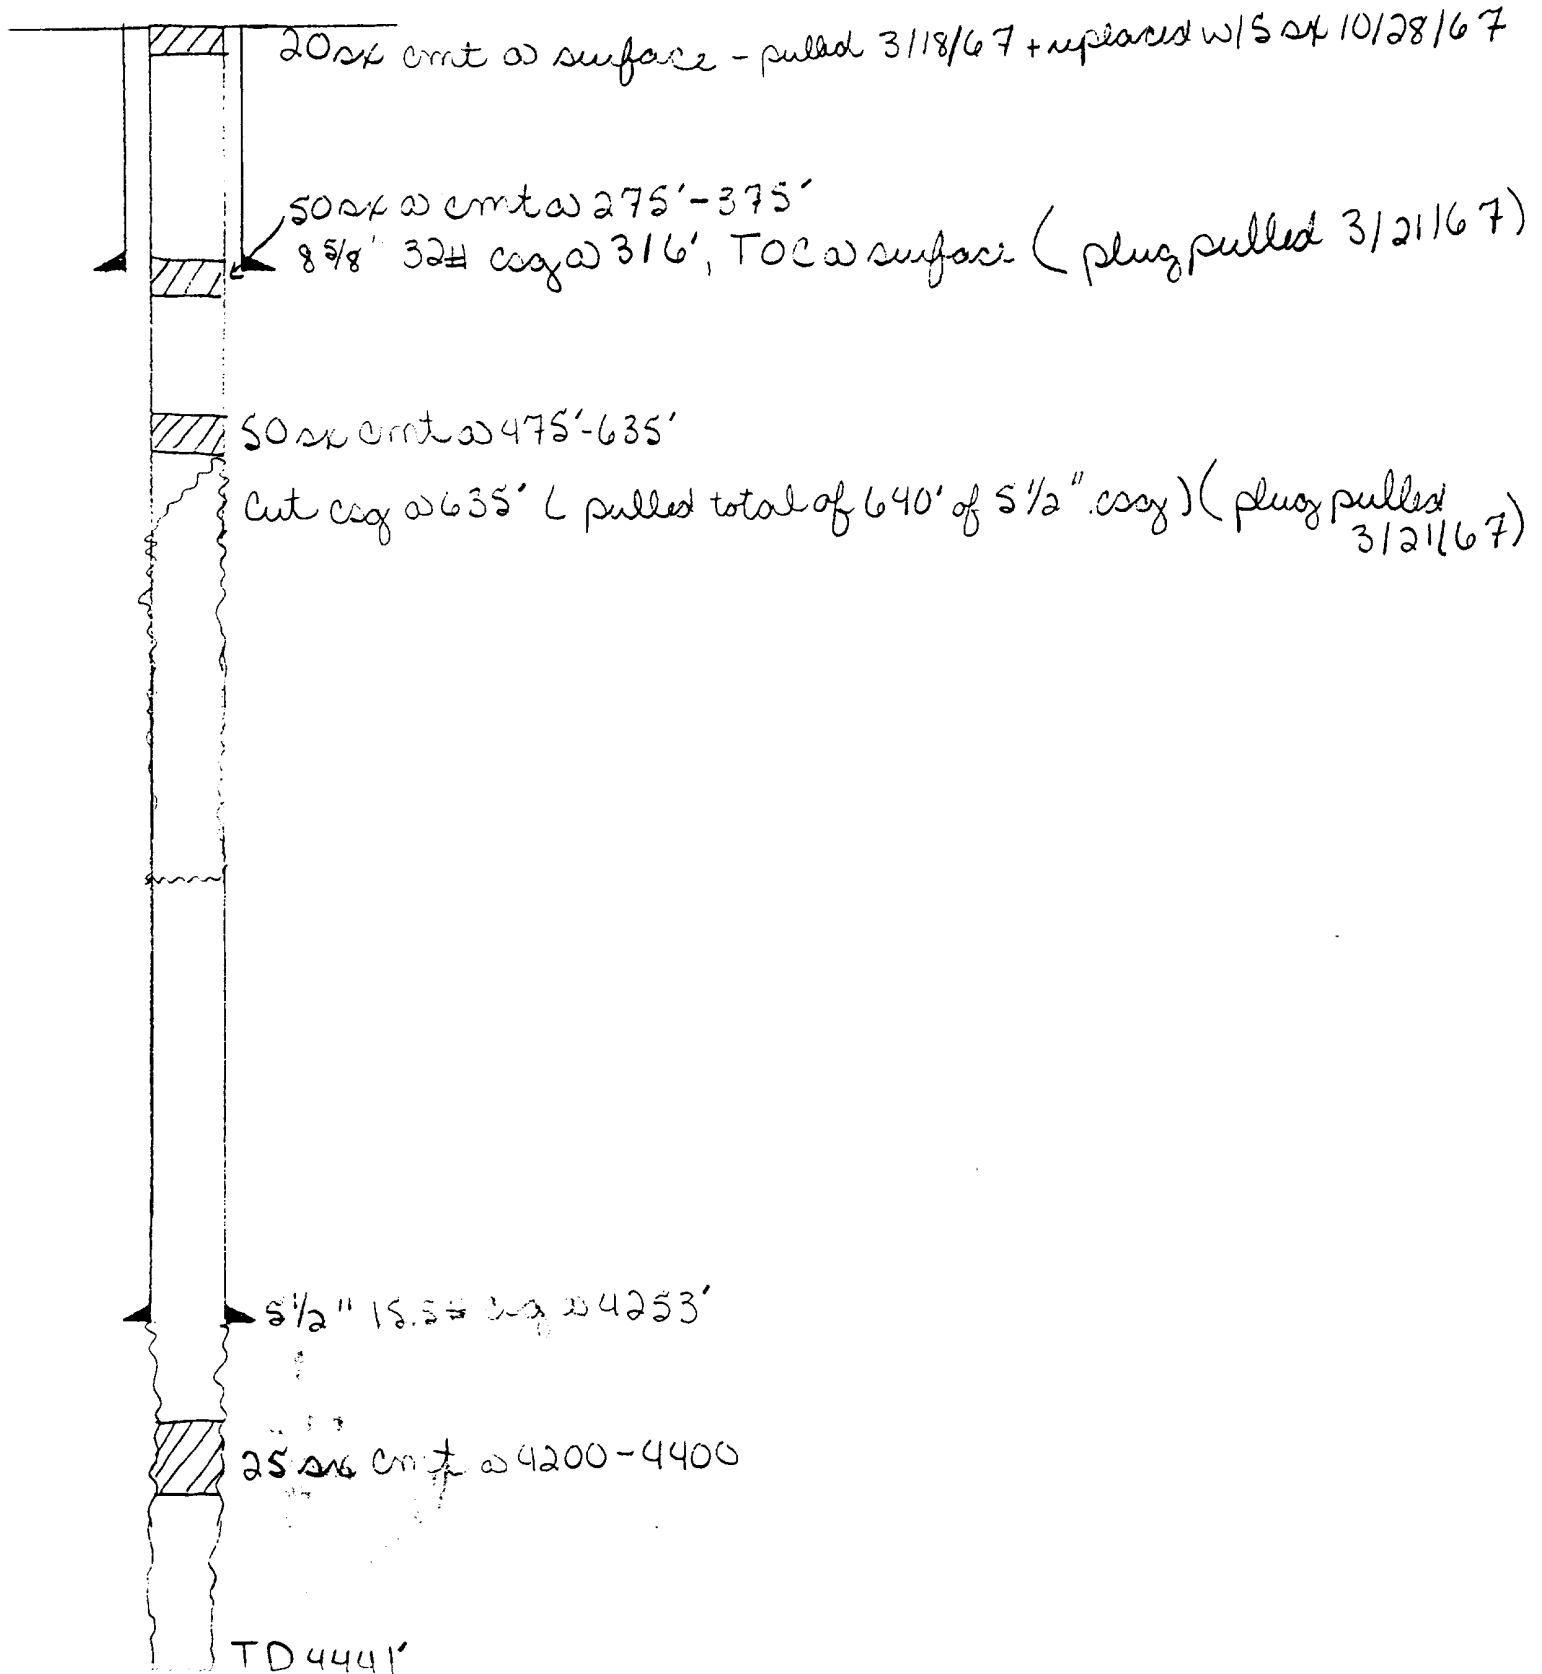 20sx cmt @ surface - pulled 3/18/67 + replaced w/5 sx 10/28/67
50sx @ cmt @ 275'-375'
8 5/8" 32# csg @ 316', TOC @ surface (plug pulled 3/21/67)
50 sx cmt @ 475'-635'
Cut csg @ 635' ( pulled total of 640' of 5 1/2" csg) (plug pulled
3/21/67)
5 1/2" 15.5# csg @ 4253'
25 sx cmt @ 4200-4400
TD 4441'